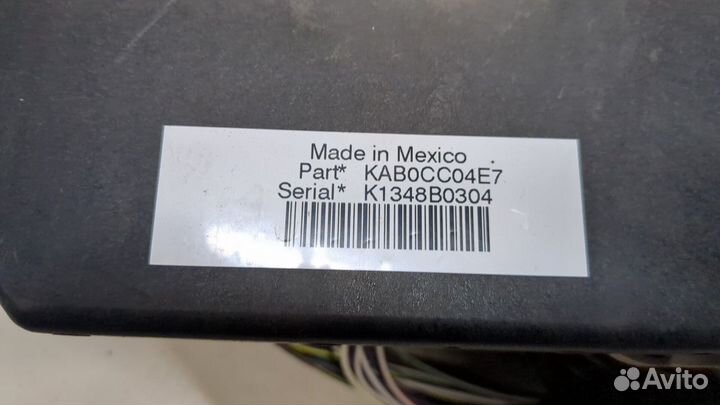 Made in Mexico
Part* KAB0CC04E7
Serial* K1348B0304
Avito